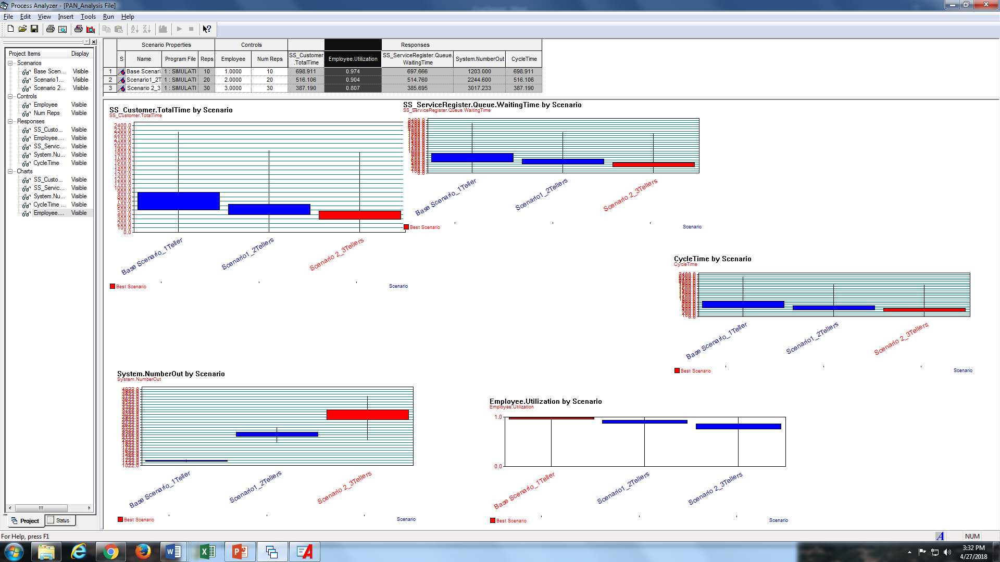 Process Analyzer - [PAN_Analysis File]
File Edit View Insert Tools Run Help
Project Items Display
Scenarios
Base Scen... Visible
Scenario1... Visible
Scenario 2... Visible
Controls
Employee Visible
Num Reps Visible
Responses
SS_Custo... Visible
Employee.... Visible
SS_Servic... Visible
System.Nu... Visible
CycleTime Visible
Charts
SS_Custo... Visible
SS_Servic... Visible
System.Nu... Visible
CycleTime ... Visible
Employee.... Visible
Project Status
Scenario Properties Controls Responses
S Name Program File Reps Employee Num Reps SS_Customer .TotalTime Employee.Utilization SS_ServiceRegister.Queue. WaitingTime System.NumberOut CycleTime
1 Base Scenari 1 : SIMULATI 10 1.0000 10 698.911 0.974 697.666 1203.000 698.911
2 Scenario1_2T 1 : SIMULATI 20 2.0000 20 516.106 0.904 514.760 2244.600 516.106
3 Scenario 2_3 1 : SIMULATI 30 3.0000 30 387.190 0.807 385.695 3017.233 387.190
SS_Customer.TotalTime by Scenario
SS_Customer.TotalTime
2400.0
2300.0
2200.0
2100.0
2000.0
1900.0
1800.0
1700.0
1600.0
1500.0
1400.0
1300.0
1200.0
1100.0
1000.0
900.0
800.0
700.0
600.0
500.0
400.0
300.0
200.0
100.0
0.0
Base Scenario_1Teller
Scenario1_2Tellers
Scenario 2_3Tellers
Best Scenario
Scenario
SS_ServiceRegister.Queue.WaitingTime by Scenario
SS_ServiceRegister.Queue.WaitingTime
Base Scenario_1Teller
Scenario1_2Tellers
Scenario 2_3Tellers
Best Scenario
Scenario
CycleTime by Scenario
CycleTime
Base Scenario_1Teller
Scenario1_2Tellers
Scenario 2_3Tellers
Best Scenario
Scenario
System.NumberOut by Scenario
System.NumberOut
1022.0
Base Scenario_1Teller
Scenario1_2Tellers
Scenario 2_3Tellers
Best Scenario
Scenario
Employee.Utilization by Scenario
Employee.Utilization
1.0
0.0
Base Scenario_1Teller
Scenario1_2Tellers
Scenario 2_3Tellers
Best Scenario
Scenario
For Help, press F1
NUM
3:32 PM
4/27/2018